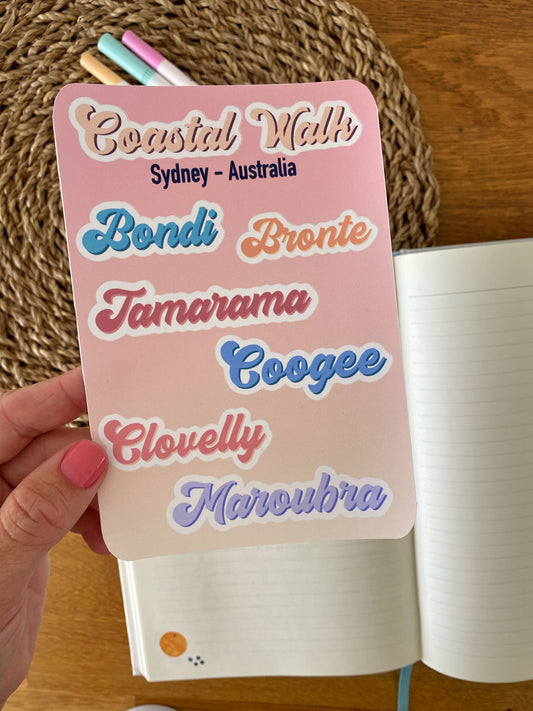 Coastal Walk
Sydney - Australia
Bondi
Bronte
Tamarama
Coogee
Clovelly
Maroubra